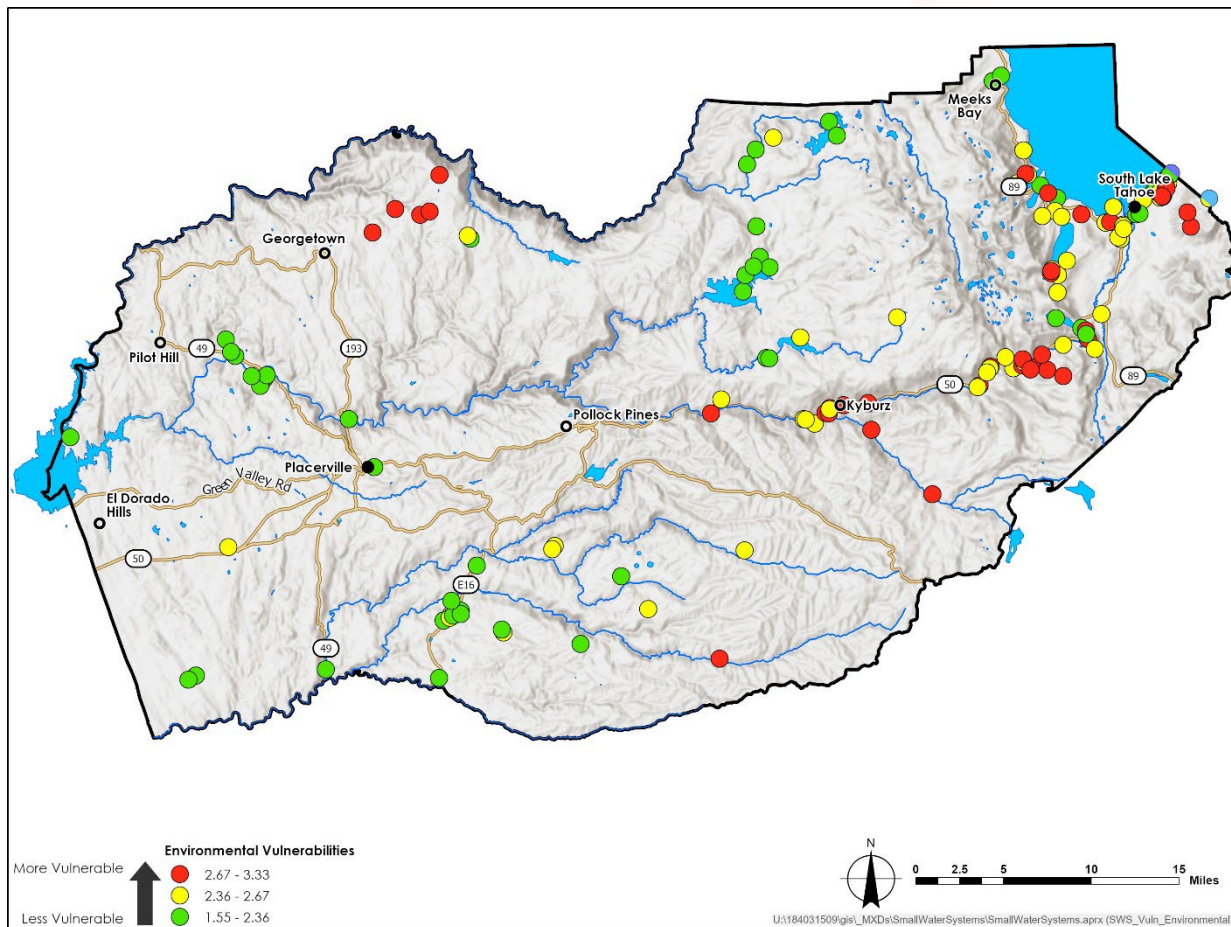 Meeks
Bay
89
South Lake
Tahoe
Georgetown
Pilot Hill
49
193
89
50
Kyburz
Pollock Pines
Placerville
Green Valley Rd
El Dorado
Hills
50
E16
49
Environmental Vulnerabilities
More Vulnerable
2.67 - 3.33
2.36 - 2.67
Less Vulnerable
1.55 - 2.36
N
0 2.5 5 10 15
Miles
U:\184031509\gis\_MXDs\SmallWaterSystems\SmallWaterSystems.aprx (SWS_Vuln_Environmental